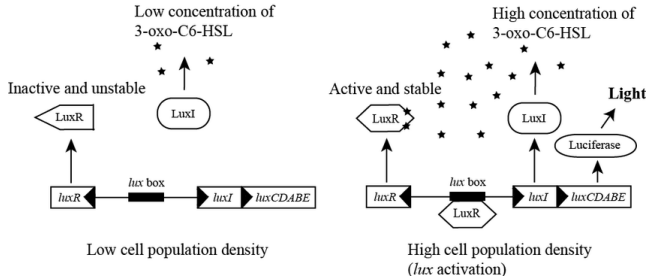 Low concentration of
3-oxo-C6-HSL
Inactive and unstable
LuxR
LuxI
lux box
luxR
luxI
luxCDABE
Low cell population density
High concentration of
3-oxo-C6-HSL
Active and stable
Light
LuxR
LuxI
Luciferase
lux box
luxR
luxI
luxCDABE
LuxR
High cell population density
(lux activation)